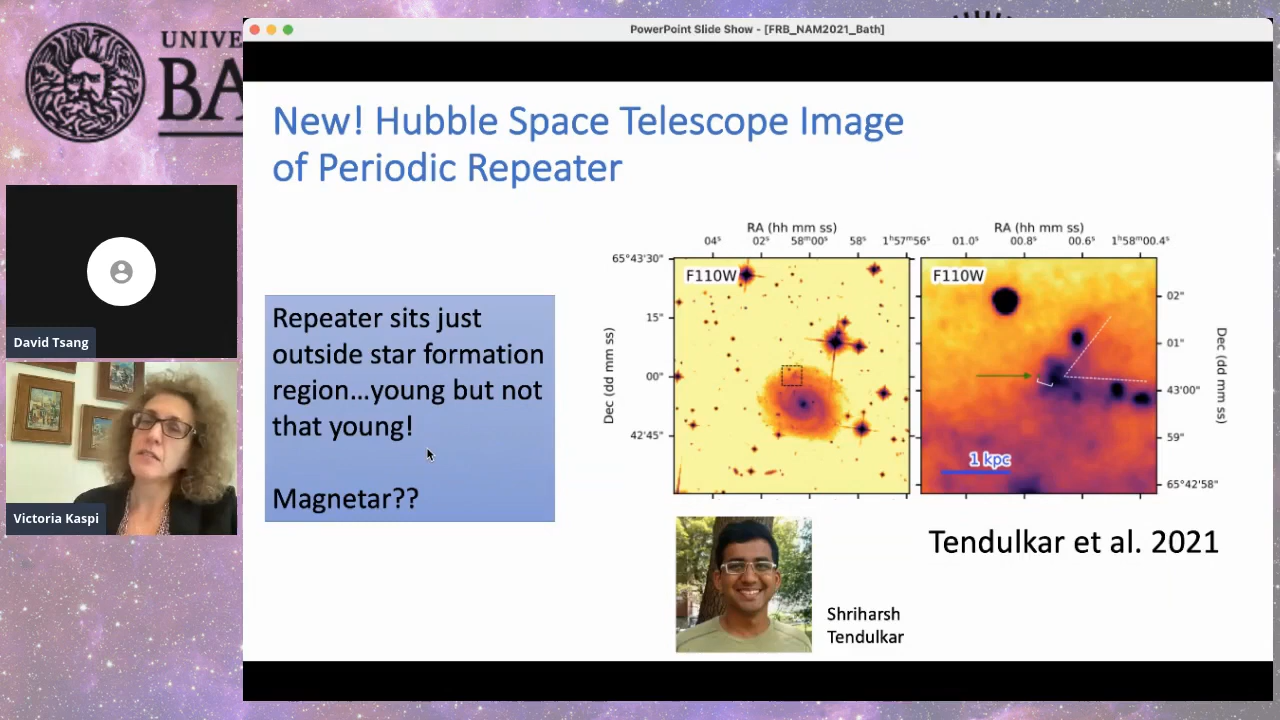 PowerPoint Slide Show - [FRB_NAM2021_Bath]
UNIVE
BA
New! Hubble Space Telescope Image
of Periodic Repeater
David Tsang
Victoria Kaspi
Repeater sits just
outside star formation
region...young but not
that young!
Magnetar??
RA (hh mm ss)
04ˢ 02ˢ 58ᵐ00ˢ 58ˢ 1ʰ57ᵐ56ˢ
65°43'30"
15"
00"
42'45"
Dec (dd mm ss)
F110W
RA (hh mm ss)
01.0ˢ 00.8ˢ 00.6ˢ 1ʰ58ᵐ00.4ˢ
F110W
1 kpc
02"
01"
43'00"
59"
65°42'58"
Dec (dd mm ss)
Tendulkar et al. 2021
Shriharsh
Tendulkar